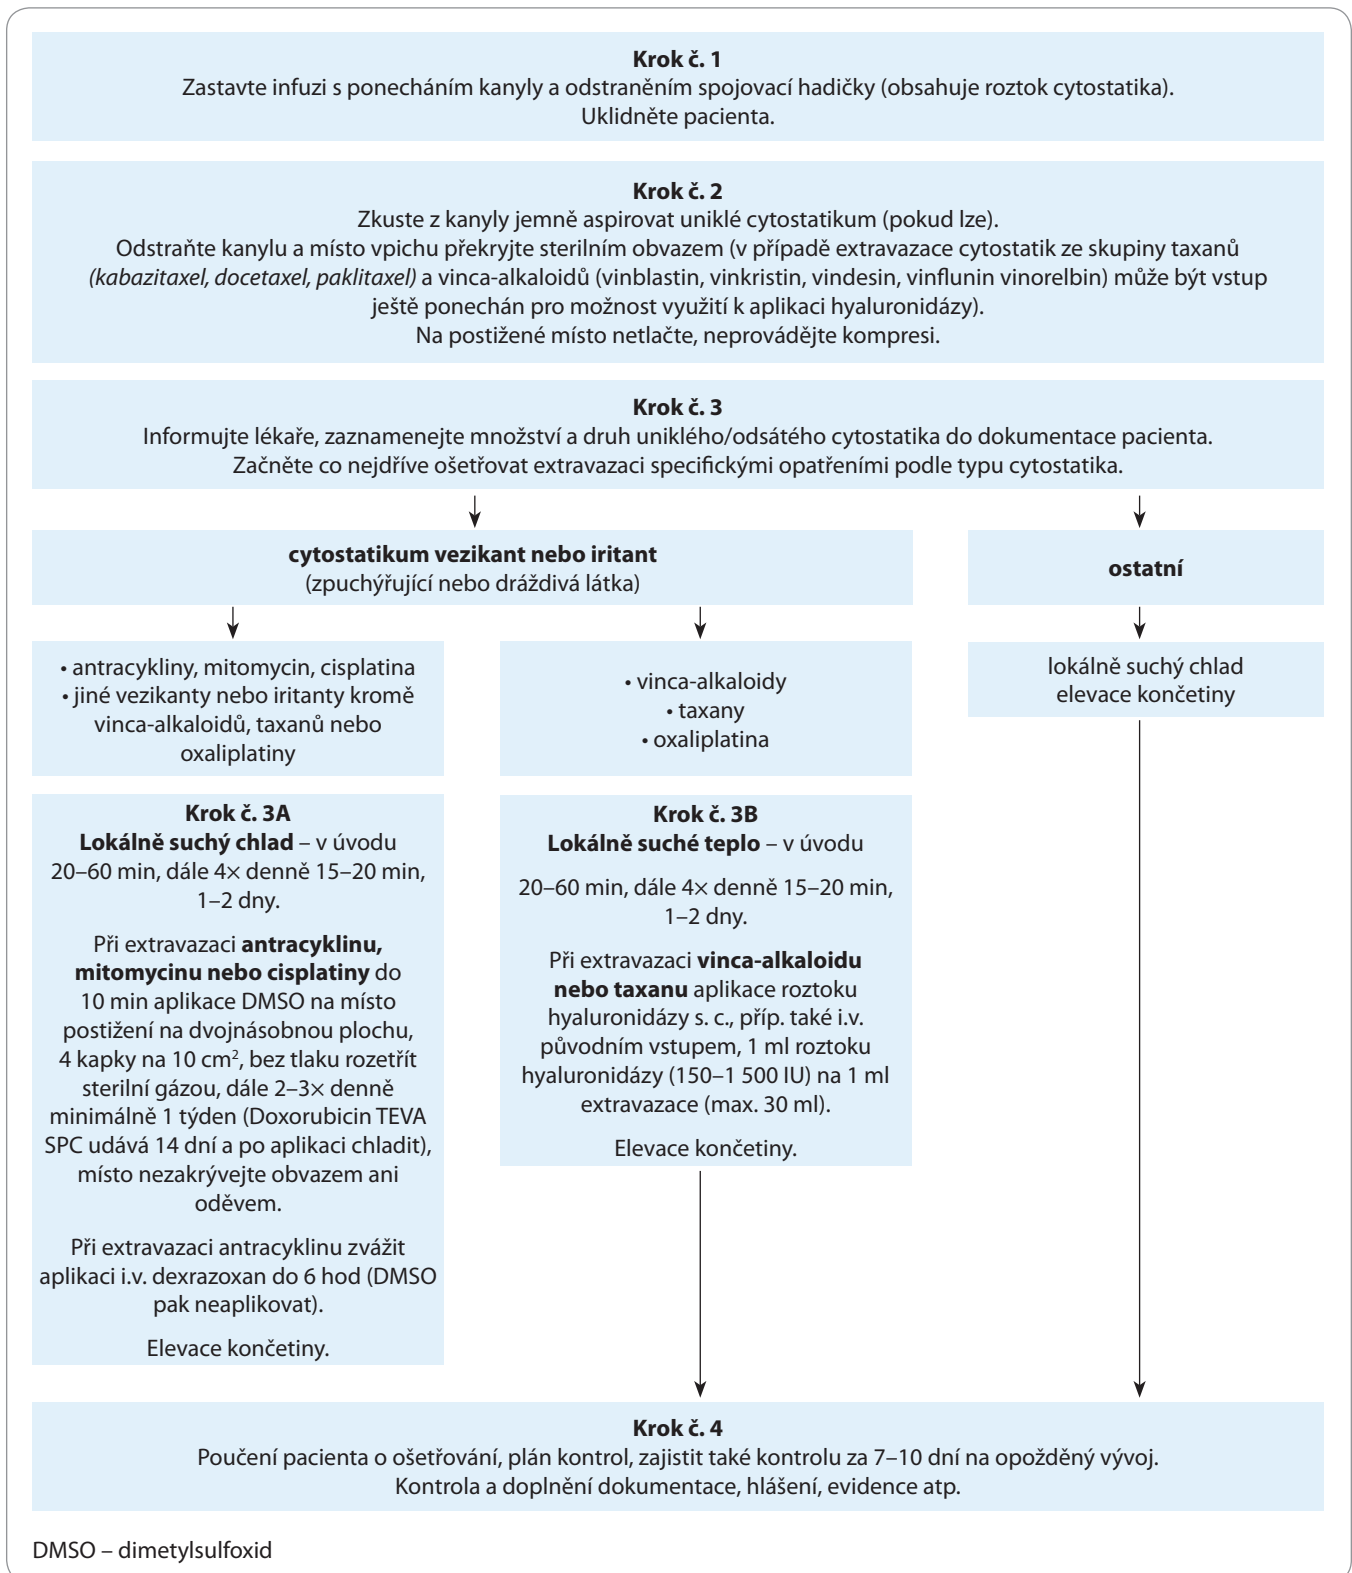 Krok č. 1
Zastavte infuzi s ponecháním kanyly a odstraněním spojovací hadičky (obsahuje roztok cytostatika).
Uklidněte pacienta.
Krok č. 2
Zkuste z kanyly jemně aspirovat uniklé cytostatikum (pokud lze).
Odstraňte kanylu a místo vpichu překryjte sterilním obvazem (v případě extravazace cytostatik ze skupiny taxanů
(kabazitaxel, docetaxel, paklitaxel) a vinca-alkaloidů (vinblastin, vinkristin, vindesin, vinflunin vinorelbin) může být vstup
ještě ponechán pro možnost využití k aplikaci hyaluronidázy).
Na postižené místo netlačte, neprovádějte kompresi.
Krok č. 3
Informujte lékaře, zaznamenejte množství a druh uniklého/odsátého cytostatika do dokumentace pacienta.
Začněte co nejdříve ošetřovat extravazaci specifickými opatřeními podle typu cytostatika.
cytostatikum vezikant nebo iritant
(zpuchýřující nebo dráždivá látka)
ostatní
• antracykliny, mitomycin, cisplatina
• jiné vezikanty nebo iritanty kromě
vinca-alkaloidů, taxanů nebo
oxaliplatiny
• vinca-alkaloidy
• taxany
• oxaliplatina
lokálně suchý chlad
elevace končetiny
Krok č. 3A
Lokálně suchý chlad – v úvodu
20–60 min, dále 4× denně 15–20 min,
1–2 dny.
Při extravazaci antracyklinu,
mitomycinu nebo cisplatiny do
10 min aplikace DMSO na místo
postižení na dvojnásobnou plochu,
4 kapky na 10 cm², bez tlaku rozetřít
sterilní gázou, dále 2–3× denně
minimálně 1 týden (Doxorubicin TEVA
SPC udává 14 dní a po aplikaci chladit),
místo nezakrývejte obvazem ani
oděvem.
Při extravazaci antracyklinu zvážit
aplikaci i.v. dexrazoxan do 6 hod (DMSO
pak neaplikovat).
Elevace končetiny.
Krok č. 3B
Lokálně suché teplo – v úvodu
20–60 min, dále 4× denně 15–20 min,
1–2 dny.
Při extravazaci vinca-alkaloidu
nebo taxanu aplikace roztoku
hyaluronidázy s. c., příp. také i.v.
původním vstupem, 1 ml roztoku
hyaluronidázy (150–1 500 IU) na 1 ml
extravazace (max. 30 ml).
Elevace končetiny.
Krok č. 4
Poučení pacienta o ošetřování, plán kontrol, zajistit také kontrolu za 7–10 dní na opožděný vývoj.
Kontrola a doplnění dokumentace, hlášení, evidence atp.
DMSO – dimetylsulfoxid